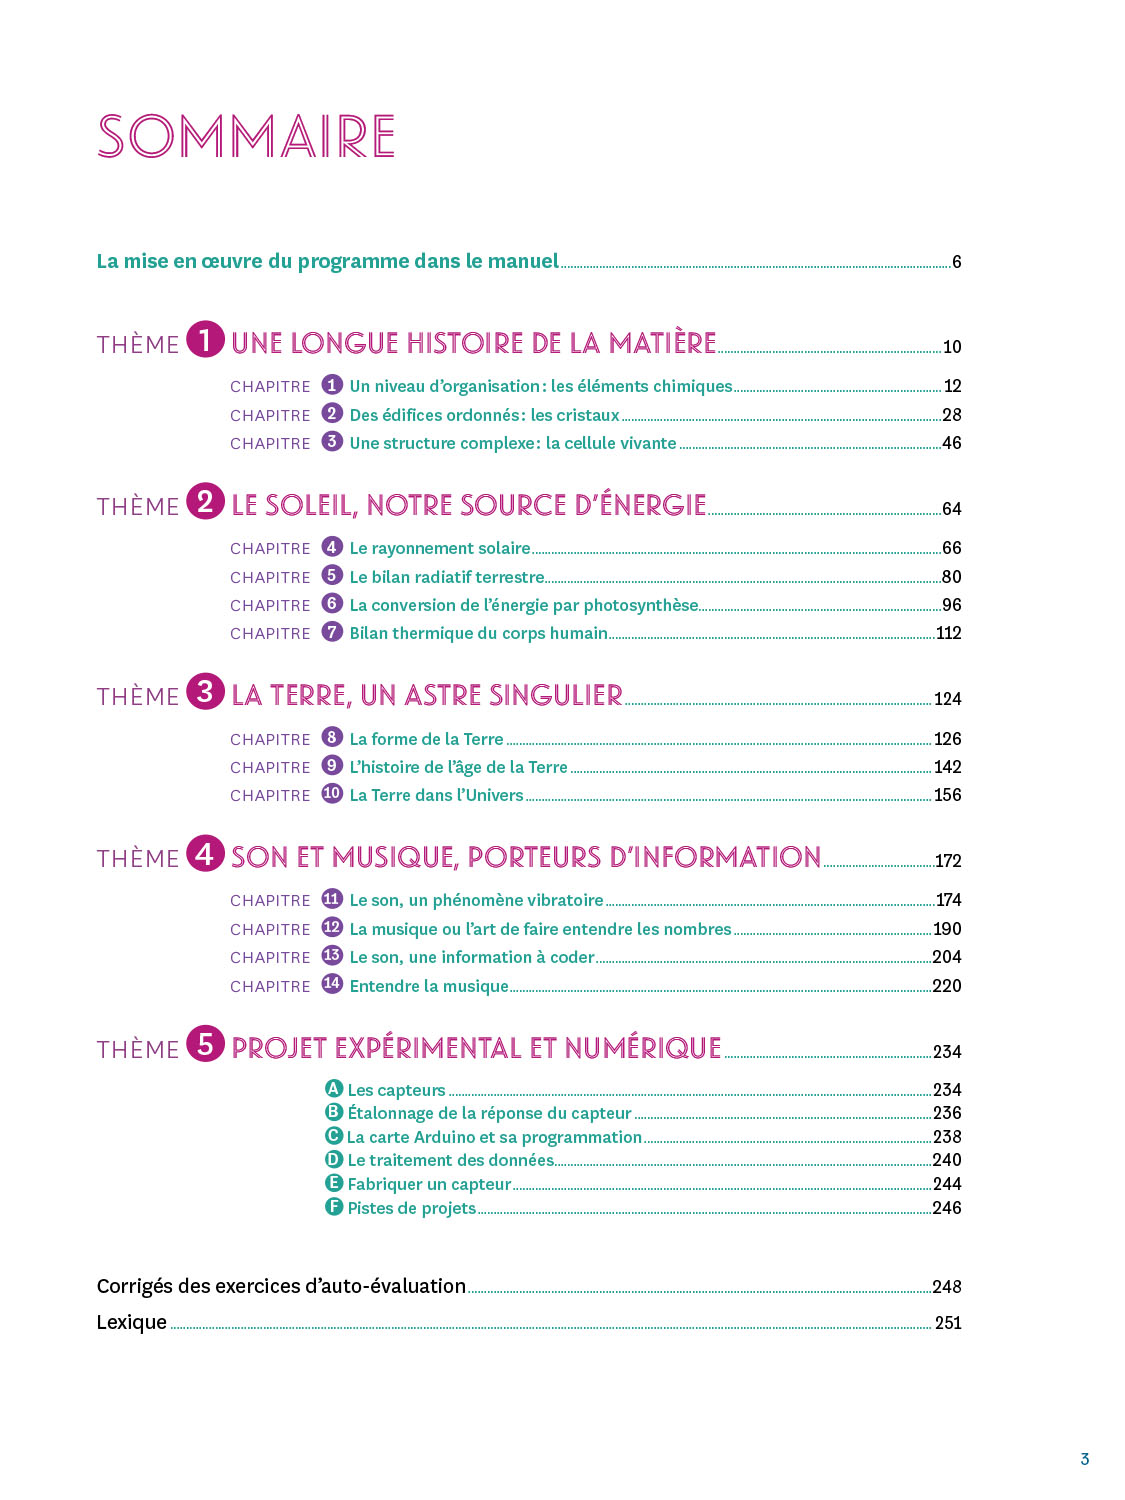 SOMMAIRE
La mise en œuvre du programme dans le manuel 6
THÈME 1 UNE LONGUE HISTOIRE DE LA MATIÈRE 10
CHAPITRE 1 Un niveau d’organisation : les éléments chimiques 12
CHAPITRE 2 Des édifices ordonnés : les cristaux 28
CHAPITRE 3 Une structure complexe : la cellule vivante 46
THÈME 2 LE SOLEIL, NOTRE SOURCE D’ÉNERGIE 64
CHAPITRE 4 Le rayonnement solaire 66
CHAPITRE 5 Le bilan radiatif terrestre 80
CHAPITRE 6 La conversion de l’énergie par photosynthèse 96
CHAPITRE 7 Bilan thermique du corps humain 112
THÈME 3 LA TERRE, UN ASTRE SINGULIER 124
CHAPITRE 8 La forme de la Terre 126
CHAPITRE 9 L’histoire de l’âge de la Terre 142
CHAPITRE 10 La Terre dans l’Univers 156
THÈME 4 SON ET MUSIQUE, PORTEURS D’INFORMATION 172
CHAPITRE 11 Le son, un phénomène vibratoire 174
CHAPITRE 12 La musique ou l’art de faire entendre les nombres 190
CHAPITRE 13 Le son, une information à coder 204
CHAPITRE 14 Entendre la musique 220
THÈME 5 PROJET EXPÉRIMENTAL ET NUMÉRIQUE 234
A Les capteurs 234
B Étalonnage de la réponse du capteur 236
C La carte Arduino et sa programmation 238
D Le traitement des données 240
E Fabriquer un capteur 244
F Pistes de projets 246
Corrigés des exercices d’auto-évaluation 248
Lexique 251
3